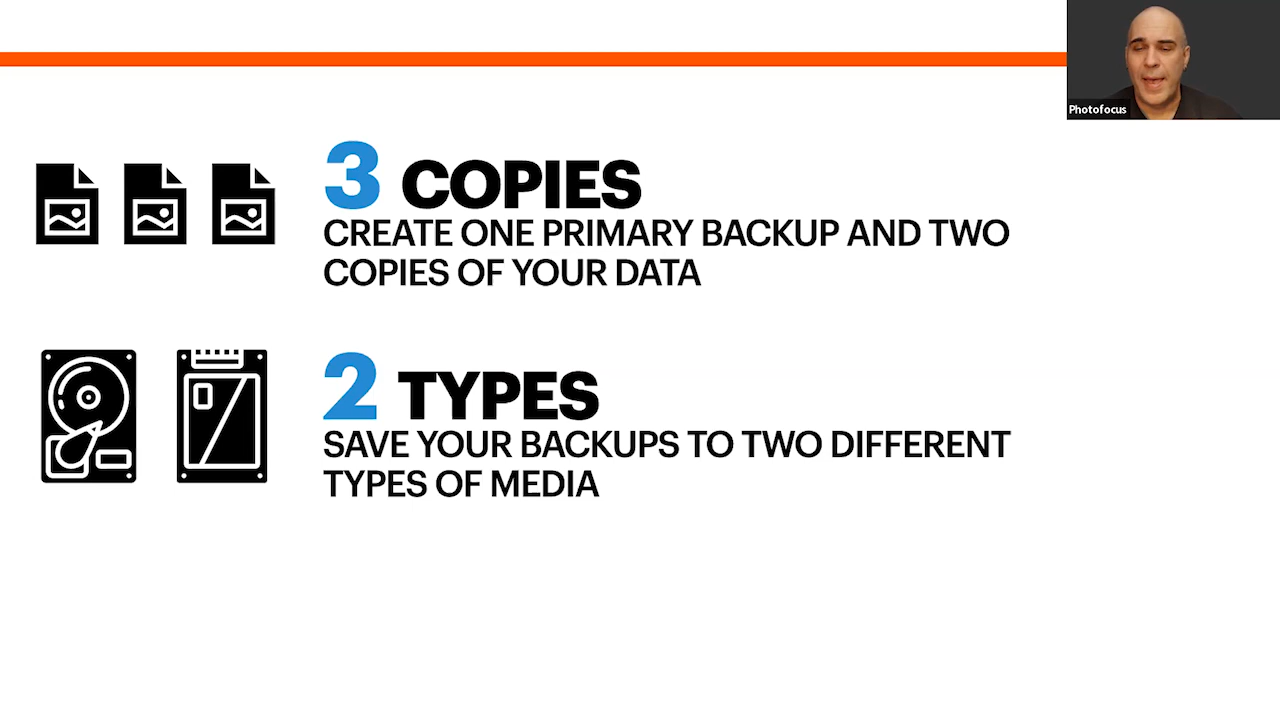 Photofocus
3 COPIES
CREATE ONE PRIMARY BACKUP AND TWO
COPIES OF YOUR DATA
2 TYPES
SAVE YOUR BACKUPS TO TWO DIFFERENT
TYPES OF MEDIA